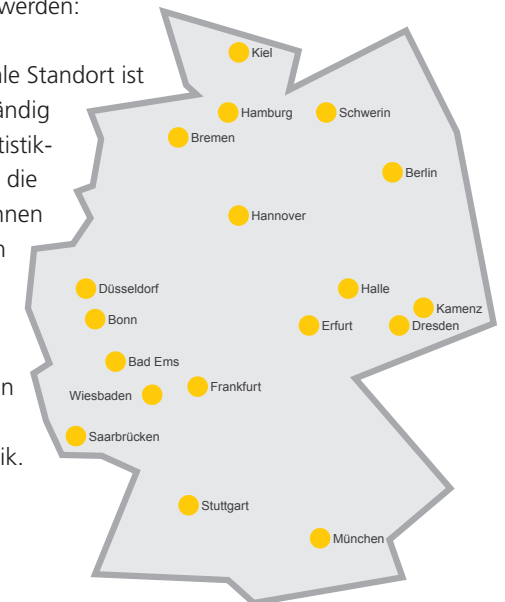 werden:
ale Standort ist
ändig
tistik-
die
nnen
n
n
ik.
Kiel
Hamburg
Schwerin
Bremen
Berlin
Hannover
Düsseldorf
Halle
Kamenz
Bonn
Erfurt
Dresden
Bad Ems
Wiesbaden
Frankfurt
Saarbrücken
Stuttgart
München